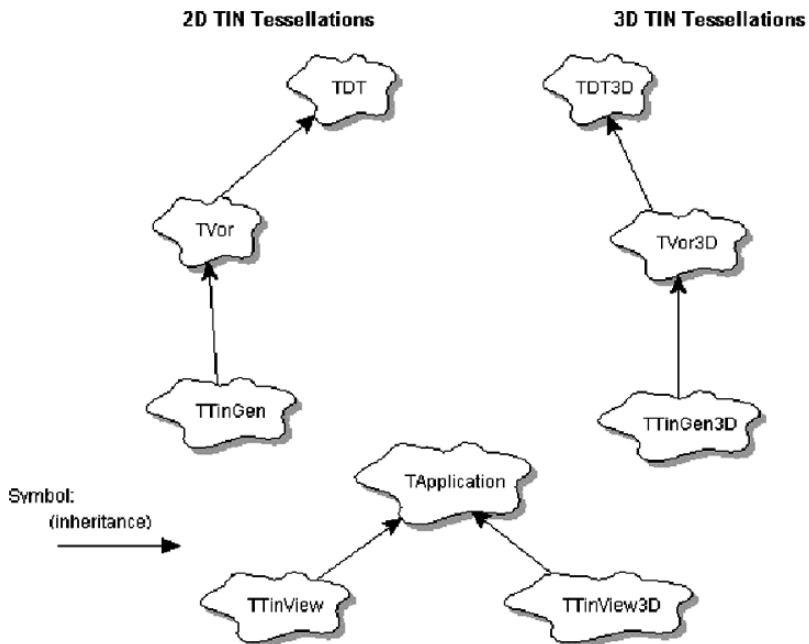 2D TIN Tessellations
3D TIN Tessellations
TDT
TDT3D
TVor
TVor3D
TTinGen
TTinGen3D
TApplication
Symbol:
(inheritance)
TTinView
TTinView3D